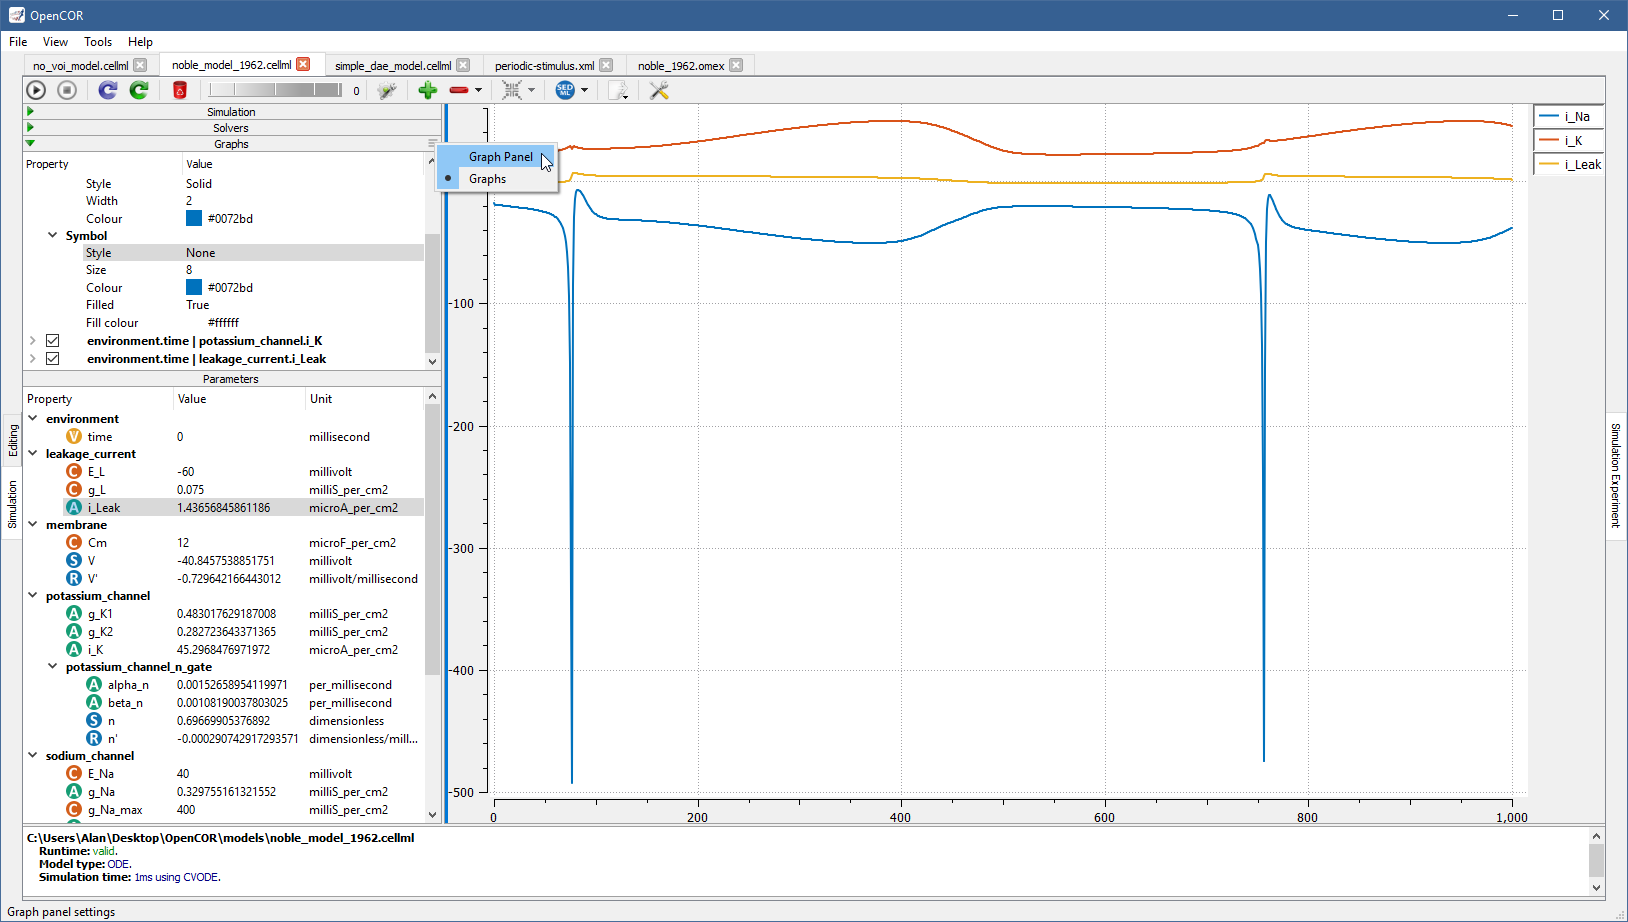 OpenCOR
File View Tools Help
no_voi_model.cellml noble_model_1962.cellml simple_dae_model.cellml periodic-stimulus.xml noble_1962.omex
0 SED ML
Simulation
Solvers
Graphs
Property Value
Style Solid
Width 2
Colour #0072bd
Symbol
Style None
Size 8
Colour #0072bd
Filled True
Fill colour #ffffff
environment.time | potassium_channel.i_K
environment.time | leakage_current.i_Leak
Graph Panel
Graphs
Parameters
Property Value Unit
environment
V time 0 millisecond
leakage_current
C E_L -60 millivolt
C g_L 0.075 milliS_per_cm2
A i_Leak 1.43656845861186 microA_per_cm2
membrane
C Cm 12 microF_per_cm2
S V -40.8457538851751 millivolt
R V' -0.729642166443012 millivolt/millisecond
potassium_channel
A g_K1 0.483017629187008 milliS_per_cm2
A g_K2 0.282723643371365 milliS_per_cm2
A i_K 45.2968476971972 microA_per_cm2
potassium_channel_n_gate
A alpha_n 0.00152658954119971 per_millisecond
A beta_n 0.00108190037803025 per_millisecond
S n 0.69669905376892 dimensionless
R n' -0.000290742917293571 dimensionless/mill...
sodium_channel
C E_Na 40 millivolt
A g_Na 0.329755161321552 milliS_per_cm2
C g_Na_max 400 milliS_per_cm2
Editing
Simulation
-100
-200
-300
-400
-500
0 200 400 600 800 1,000
i_Na
i_K
i_Leak
Simulation Experiment
C:\Users\Alan\Desktop\OpenCOR\models\noble_model_1962.cellml
Runtime: valid.
Model type: ODE.
Simulation time: 1ms using CVODE.
Graph panel settings